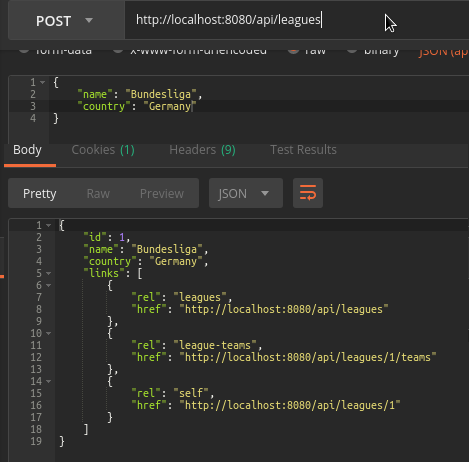 POST http://localhost:8080/api/leagues
form-data x-www-form-urlencoded raw binary JSON (ap
1 {
2 "name": "Bundesliga",
3 "country": "Germany"
4 }
Body Cookies (1) Headers (9) Test Results
Pretty Raw Preview JSON
1 {
2 "id": 1,
3 "name": "Bundesliga",
4 "country": "Germany",
5 "links": [
6 {
7 "rel": "leagues",
8 "href": "http://localhost:8080/api/leagues"
9 },
10 {
11 "rel": "league-teams",
12 "href": "http://localhost:8080/api/leagues/1/teams"
13 },
14 {
15 "rel": "self",
16 "href": "http://localhost:8080/api/leagues/1"
17 }
18 ]
19 }